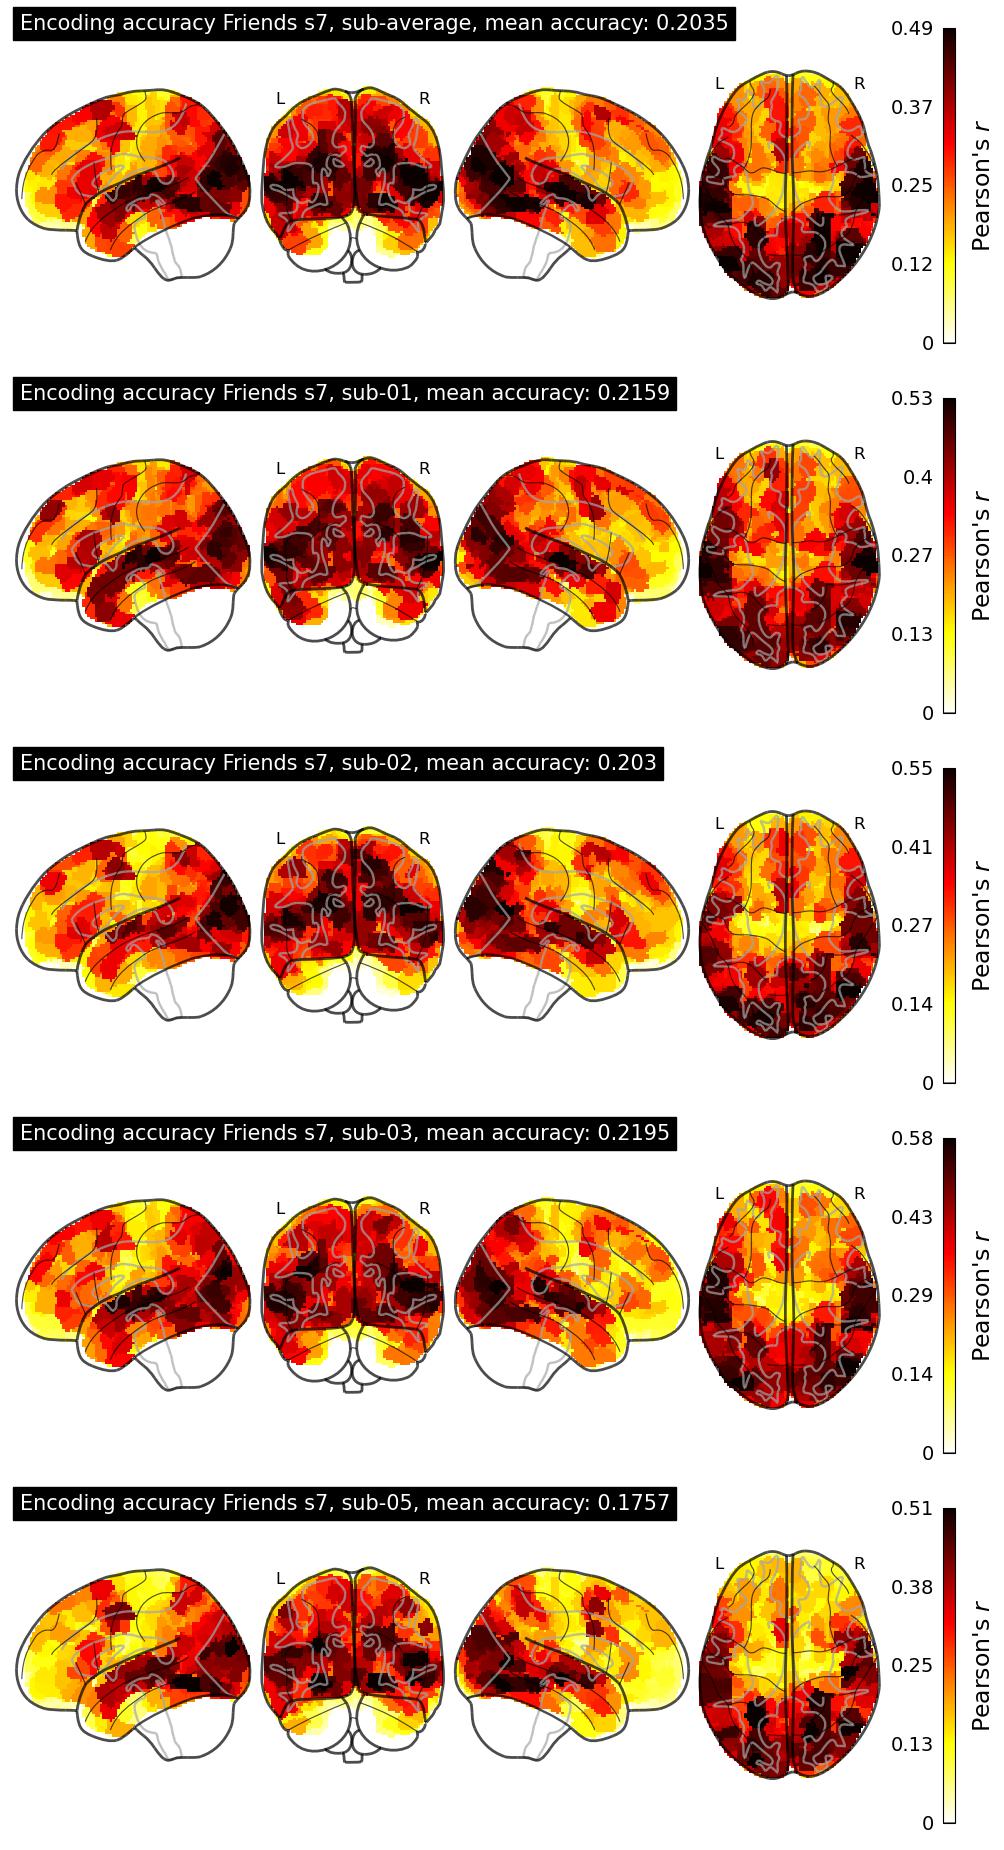 Encoding accuracy Friends s7, sub-average, mean accuracy: 0.2035
L R L R
0.49
0.37
0.25
0.12
0
Pearson's r
Encoding accuracy Friends s7, sub-01, mean accuracy: 0.2159
L R L R
0.53
0.4
0.27
0.13
0
Pearson's r
Encoding accuracy Friends s7, sub-02, mean accuracy: 0.203
L R L R
0.55
0.41
0.27
0.14
0
Pearson's r
Encoding accuracy Friends s7, sub-03, mean accuracy: 0.2195
L R L R
0.58
0.43
0.29
0.14
0
Pearson's r
Encoding accuracy Friends s7, sub-05, mean accuracy: 0.1757
L R L R
0.51
0.38
0.25
0.13
0
Pearson's r